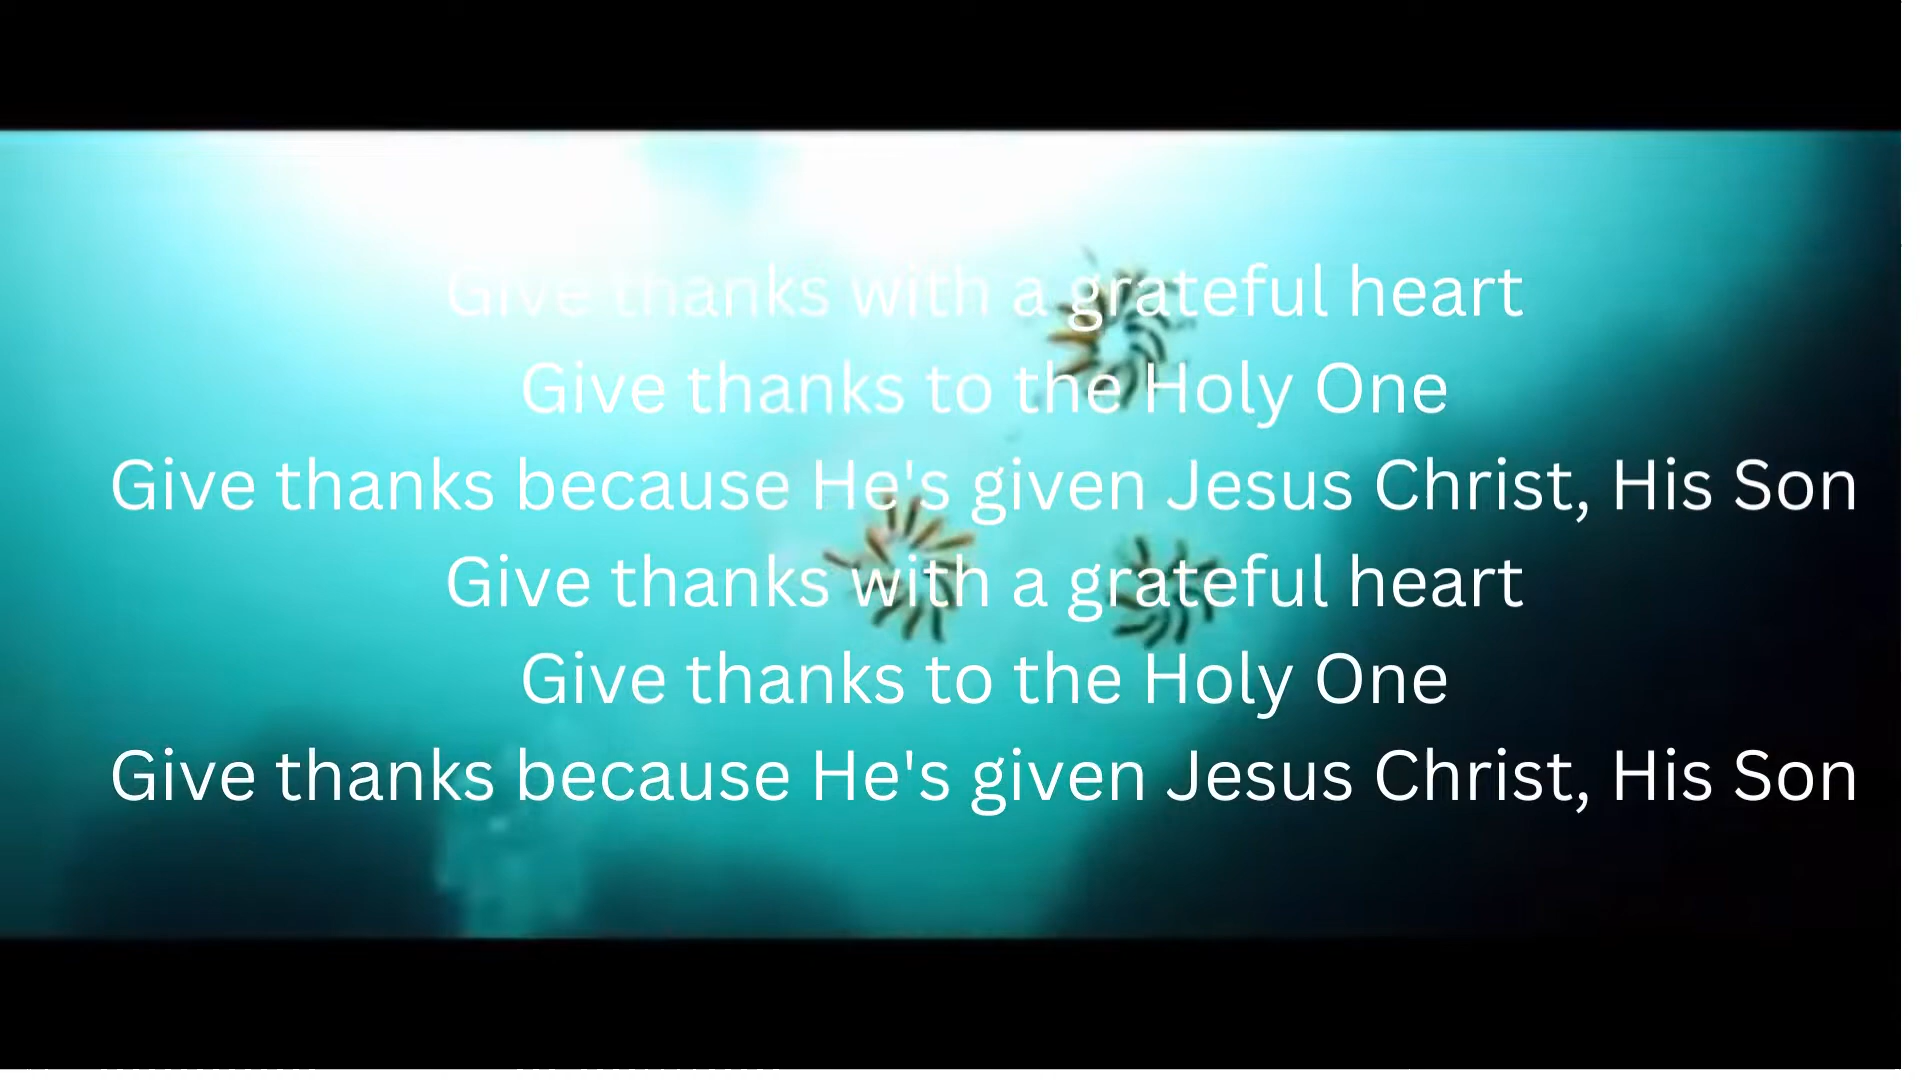 Give thanks with a grateful heart
Give thanks to the Holy One
Give thanks because He's given Jesus Christ, His Son
Give thanks with a grateful heart
Give thanks to the Holy One
Give thanks because He's given Jesus Christ, His Son